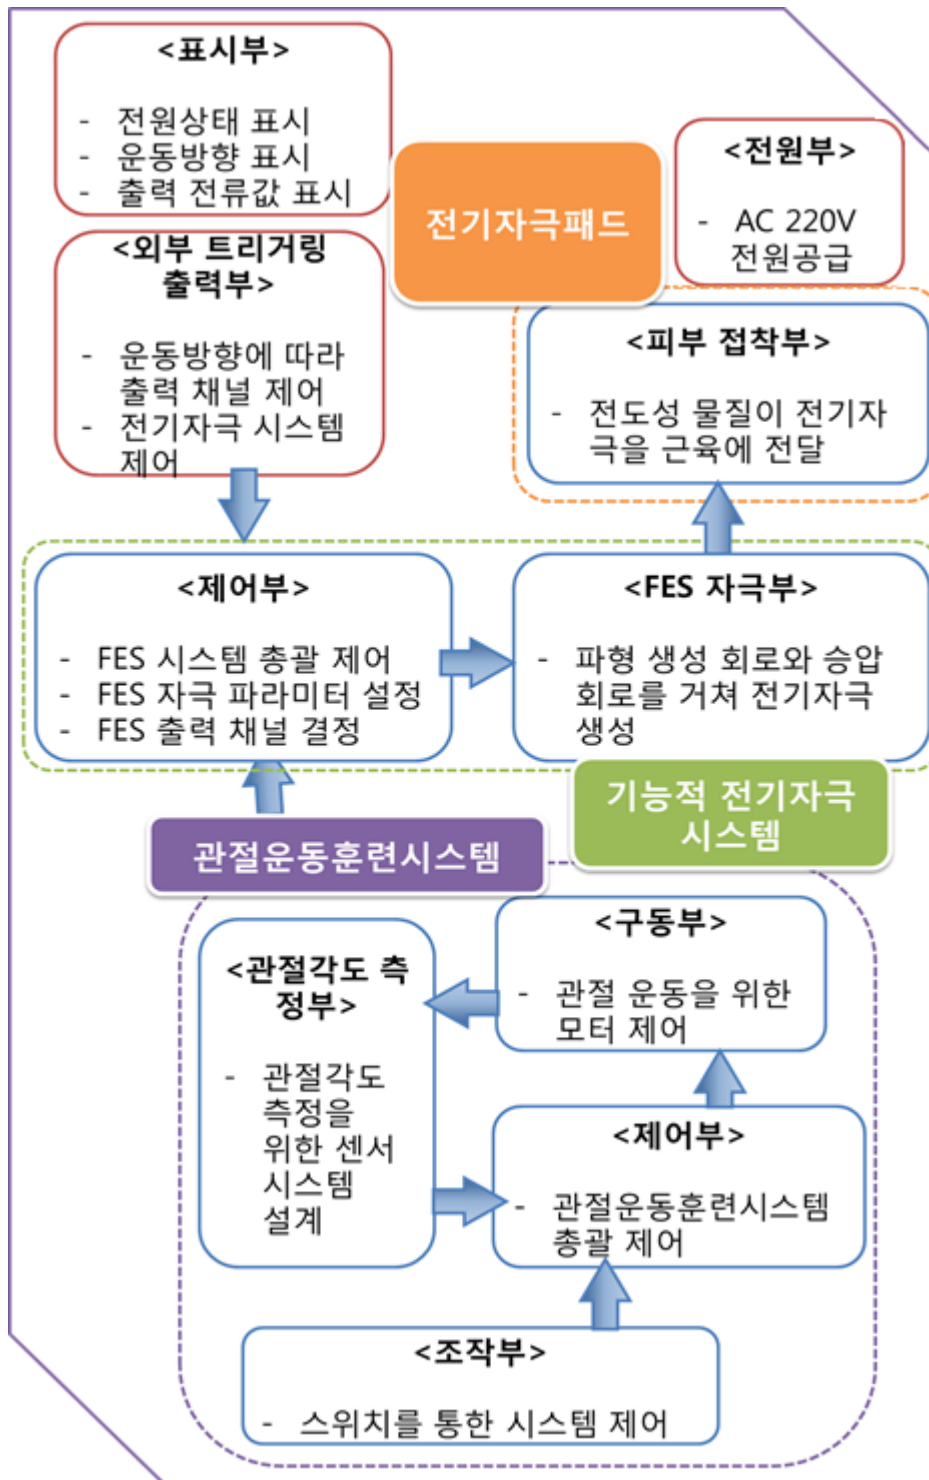 <표시부>
- 전원상태 표시
- 운동방향 표시
- 출력 전류값 표시
전기자극패드
<전원부>
- AC 220V
전원공급
<외부 트리거링
출력부>
- 운동방향에 따라
출력 채널 제어
- 전기자극 시스템
제어
<피부 접착부>
- 전도성 물질이 전기자
극을 근육에 전달
<제어부>
- FES 시스템 총괄 제어
- FES 자극 파라미터 설정
- FES 출력 채널 결정
<FES 자극부>
- 파형 생성 회로와 승압
회로를 거쳐 전기자극
생성
기능적 전기자극
시스템
관절운동훈련시스템
<구동부>
- 관절 운동을 위한
모터 제어
<관절각도 측
정부>
- 관절각도
측정을
위한 센서
시스템
설계
<제어부>
- 관절운동훈련시스템
총괄 제어
<조작부>
- 스위치를 통한 시스템 제어